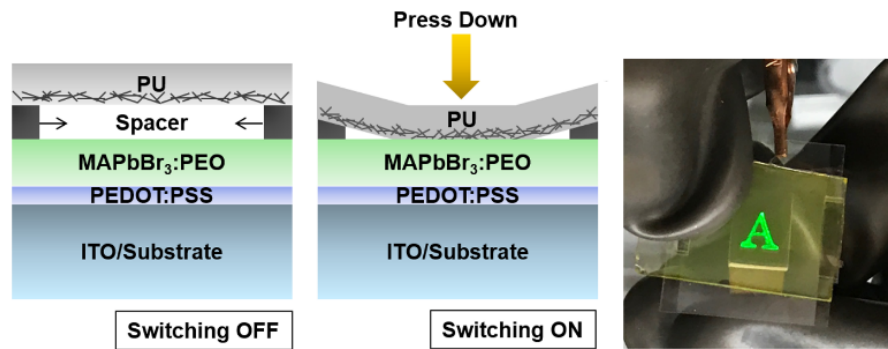 PU
Spacer
MAPbBr₃:PEO
PEDOT:PSS
ITO/Substrate
Switching OFF
Press Down
PU
MAPbBr₃:PEO
PEDOT:PSS
ITO/Substrate
Switching ON
A